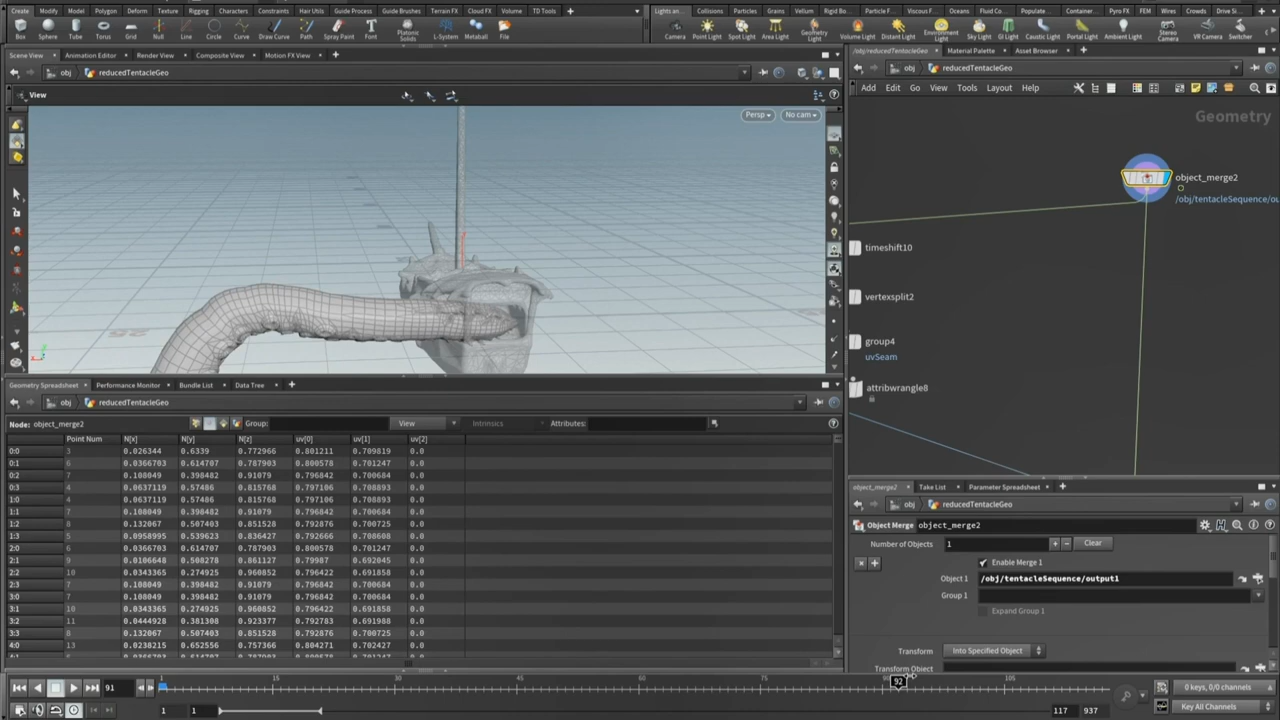 Create Modify Model Polygon Deform Texture Rigging Characters Hair Utils Guide Process Guide Brushes Terrain FX Cloud FX Volume TD Tools
Lights an Collisions Particles Grains Vellum Rigid Bo Particle F Viscous F Oceans Fluid Co Populate Container Pyro FX FEM Wires Crowds Drive Si
Box Sphere Tube Torus Grid Null Line Circle Curve Draw Curve Path Spray Paint Font Platonic Solids L-System Metaball File
Camera Point Light Spot Light Area Light Geometry Light Volume Light Distant Light Environment Light Sky Light GI Light Caustic Light Portal Light Ambient Light Stereo Camera VR Camera Switcher
Scene View Animation Editor Render View Composite View Motion FX View
/obj/reducedTentacleGeo Material Palette Asset Browser
obj reducedTentacleGeo
obj reducedTentacleGeo
Add Edit Go View Tools Layout Help
View
Persp No cam
Geometry
object_merge2
/obj/tentacleSequence/ou
timeshift10
vertexsplit2
group4
uvSeam
attribwrangle8
Geometry Spreadsheet Performance Monitor Bundle List Data Tree
obj reducedTentacleGeo
Node: object_merge2 Group: View Intrinsics Attributes:
Point Num N[x] N[y] N[z] uv[0] uv[1] uv[2]
0:0 3 0.026344 0.6339 0.772966 0.801211 0.709819 0.0
0:1 6 0.0366703 0.614707 0.787903 0.800578 0.701247 0.0
0:2 7 0.108049 0.398482 0.91079 0.796842 0.700684 0.0
0:3 4 0.0637119 0.57486 0.815768 0.797106 0.708893 0.0
1:0 4 0.0637119 0.57486 0.815768 0.797106 0.708893 0.0
1:1 7 0.108049 0.398482 0.91079 0.796842 0.700684 0.0
1:2 8 0.132067 0.507403 0.851528 0.792876 0.700725 0.0
1:3 5 0.0958995 0.539623 0.836427 0.792666 0.708608 0.0
2:0 6 0.0366703 0.614707 0.787903 0.800578 0.701247 0.0
2:1 9 0.0106648 0.508278 0.861127 0.79987 0.692341 0.0
2:2 10 0.0343365 0.274925 0.960852 0.796422 0.691858 0.0
2:3 7 0.108049 0.398482 0.91079 0.796842 0.700684 0.0
3:0 7 0.108049 0.398482 0.91079 0.796842 0.700684 0.0
3:1 10 0.0343365 0.274925 0.960852 0.796422 0.691858 0.0
3:2 11 0.0444928 0.381308 0.923377 0.792783 0.691988 0.0
3:3 8 0.132067 0.507403 0.851528 0.792876 0.700725 0.0
4:0 13 0.0238215 0.652556 0.757366 0.804271 0.702427 0.0
object_merge2 Take List Parameter Spreadsheet
obj reducedTentacleGeo
Object Merge object_merge2
Number of Objects 1 Clear
Enable Merge 1
Object 1 /obj/tentacleSequence/output1
Group 1
Expand Group 1
Transform Into Specified Object
Transform Object
91 1 15 30 45 60 75 92 105
0 keys, 0/0 channels
1 1 117 937 Key All Channels